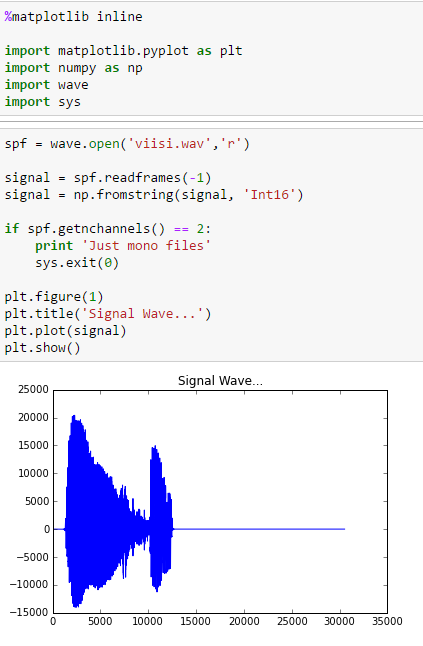 %matplotlib inline
import matplotlib.pyplot as plt
import numpy as np
import wave
import sys
spf = wave.open('viisi.wav','r')
signal = spf.readframes(-1)
signal = np.fromstring(signal, 'Int16')
if spf.getnchannels() == 2:
    print 'Just mono files'
    sys.exit(0)
plt.figure(1)
plt.title('Signal Wave...')
plt.plot(signal)
plt.show()
Signal Wave...
25000
20000
15000
10000
5000
0
−5000
−10000
−15000
0 5000 10000 15000 20000 25000 30000 35000